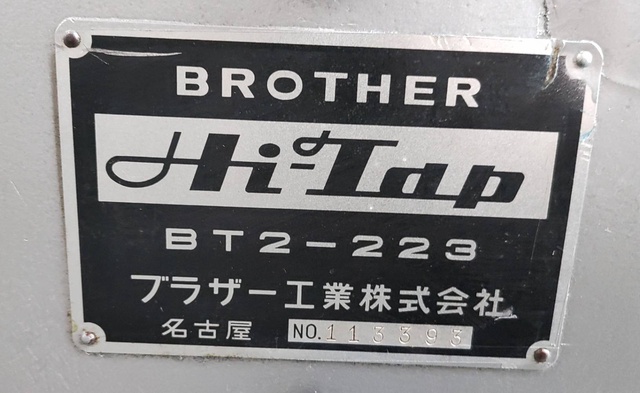 BROTHER
Hi-Tap
BT2-223
ブラザー工業株式会社
名古屋 NO.113393